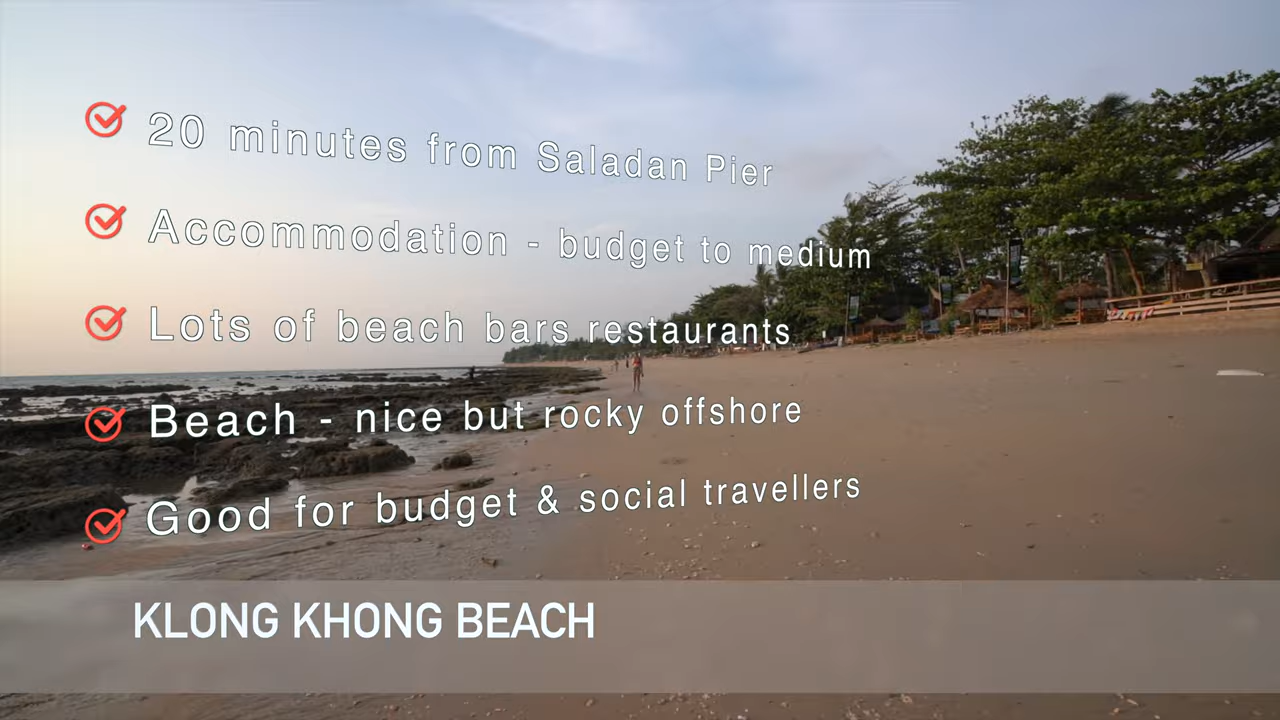 20 minutes from Saladan Pier
Accommodation - budget to medium
Lots of beach bars restaurants
Beach - nice but rocky offshore
Good for budget & social travellers
KLONG KHONG BEACH